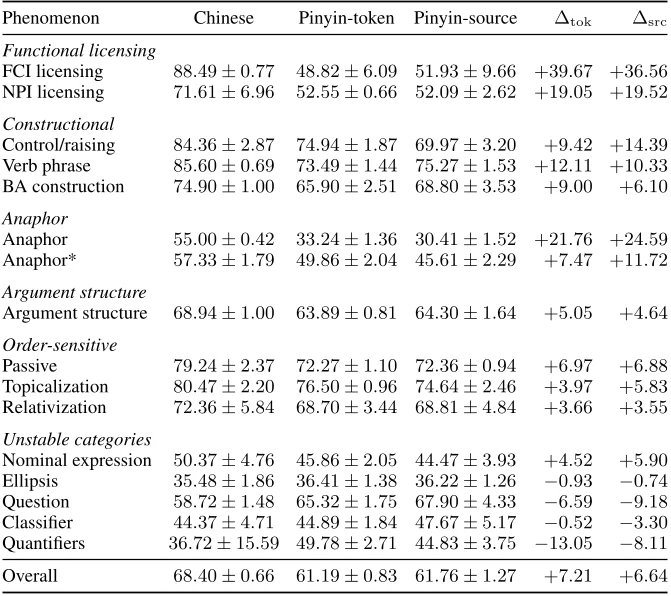 Phenomenon Chinese Pinyin-token Pinyin-source Δtok Δsrc
Functional licensing
FCI licensing 88.49 ± 0.77 48.82 ± 6.09 51.93 ± 9.66 +39.67 +36.56
NPI licensing 71.61 ± 6.96 52.55 ± 0.66 52.09 ± 2.62 +19.05 +19.52
Constructional
Control/raising 84.36 ± 2.87 74.94 ± 1.87 69.97 ± 3.20 +9.42 +14.39
Verb phrase 85.60 ± 0.69 73.49 ± 1.44 75.27 ± 1.53 +12.11 +10.33
BA construction 74.90 ± 1.00 65.90 ± 2.51 68.80 ± 3.53 +9.00 +6.10
Anaphor
Anaphor 55.00 ± 0.42 33.24 ± 1.36 30.41 ± 1.52 +21.76 +24.59
Anaphor* 57.33 ± 1.79 49.86 ± 2.04 45.61 ± 2.29 +7.47 +11.72
Argument structure
Argument structure 68.94 ± 1.00 63.89 ± 0.81 64.30 ± 1.64 +5.05 +4.64
Order-sensitive
Passive 79.24 ± 2.37 72.27 ± 1.10 72.36 ± 0.94 +6.97 +6.88
Topicalization 80.47 ± 2.20 76.50 ± 0.96 74.64 ± 2.46 +3.97 +5.83
Relativization 72.36 ± 5.84 68.70 ± 3.44 68.81 ± 4.84 +3.66 +3.55
Unstable categories
Nominal expression 50.37 ± 4.76 45.86 ± 2.05 44.47 ± 3.93 +4.52 +5.90
Ellipsis 35.48 ± 1.86 36.41 ± 1.38 36.22 ± 1.26 −0.93 −0.74
Question 58.72 ± 1.48 65.32 ± 1.75 67.90 ± 4.33 −6.59 −9.18
Classifier 44.37 ± 4.71 44.89 ± 1.84 47.67 ± 5.17 −0.52 −3.30
Quantifiers 36.72 ± 15.59 49.78 ± 2.71 44.83 ± 3.75 −13.05 −8.11
Overall 68.40 ± 0.66 61.19 ± 0.83 61.76 ± 1.27 +7.21 +6.64